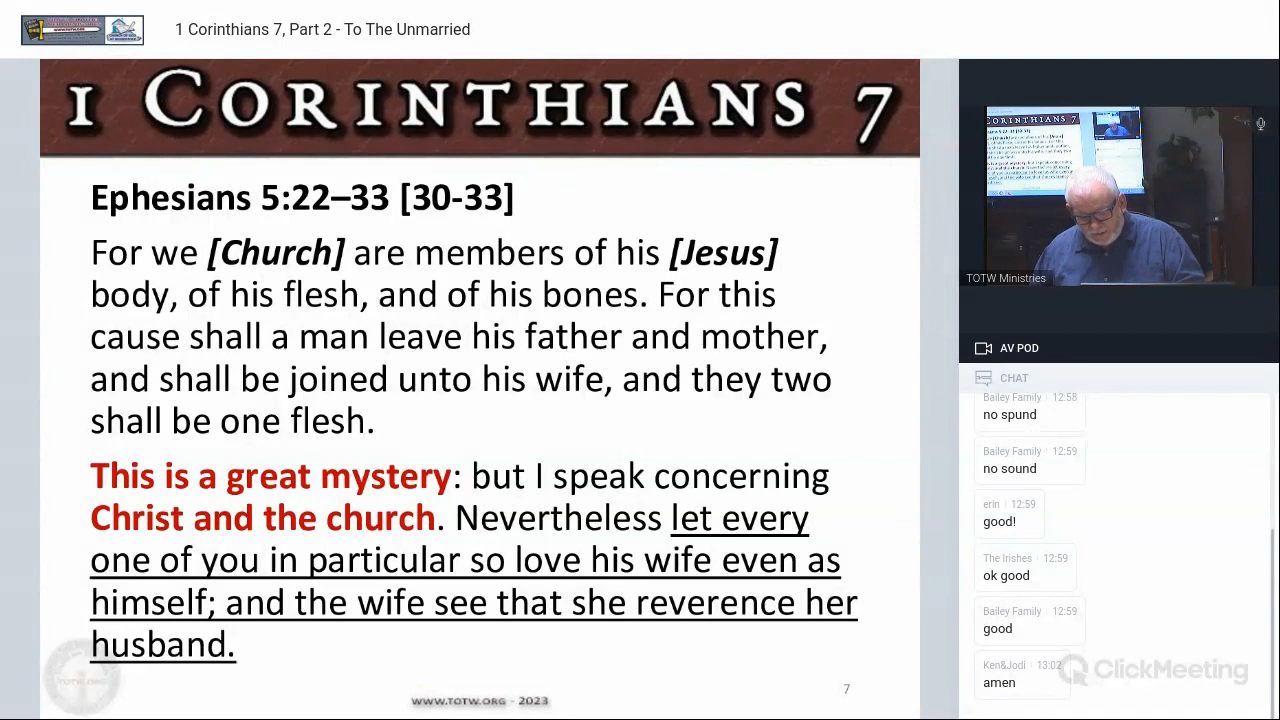 1 Corinthians 7, Part 2 - To The Unmarried
1 CORINTHIANS 7
Ephesians 5:22–33 [30-33]
For we [Church] are members of his [Jesus]
body, of his flesh, and of his bones. For this
cause shall a man leave his father and mother,
and shall be joined unto his wife, and they two
shall be one flesh.
This is a great mystery: but I speak concerning
Christ and the church. Nevertheless let every
one of you in particular so love his wife even as
himself; and the wife see that she reverence her
husband.
WWW.TOTW.ORG - 2023
7
TOTW Ministries
AV POD
CHAT
Bailey Family 12:58
no spund
Bailey Family 12:59
no sound
erin 12:59
good!
The Irishes 12:59
ok good
Bailey Family 12:59
good
Ken&Jodi 13:02
amen
ClickMeeting